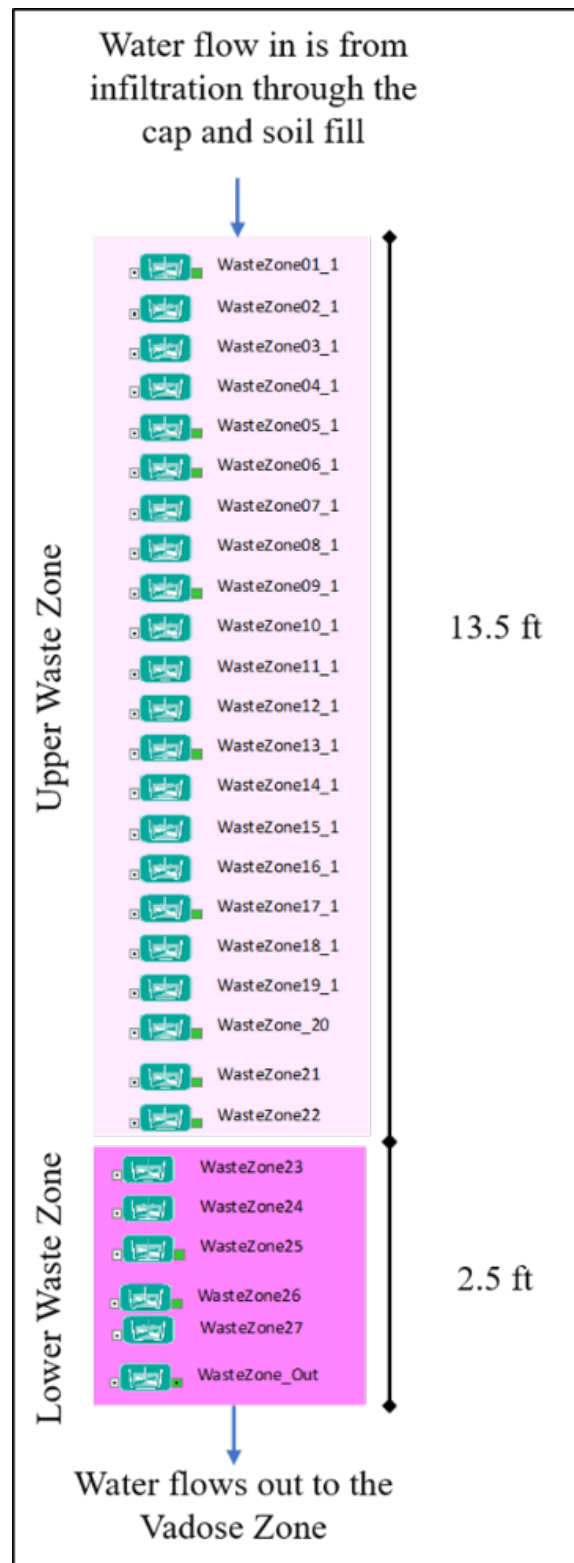 Water flow in is from
infiltration through the
cap and soil fill
Upper Waste Zone
WasteZone01_1
WasteZone02_1
WasteZone03_1
WasteZone04_1
WasteZone05_1
WasteZone06_1
WasteZone07_1
WasteZone08_1
WasteZone09_1
WasteZone10_1
WasteZone11_1
WasteZone12_1
WasteZone13_1
WasteZone14_1
WasteZone15_1
WasteZone16_1
WasteZone17_1
WasteZone18_1
WasteZone19_1
WasteZone_20
WasteZone21
WasteZone22
13.5 ft
Lower Waste Zone
WasteZone23
WasteZone24
WasteZone25
WasteZone26
WasteZone27
WasteZone_Out
2.5 ft
Water flows out to the
Vadose Zone